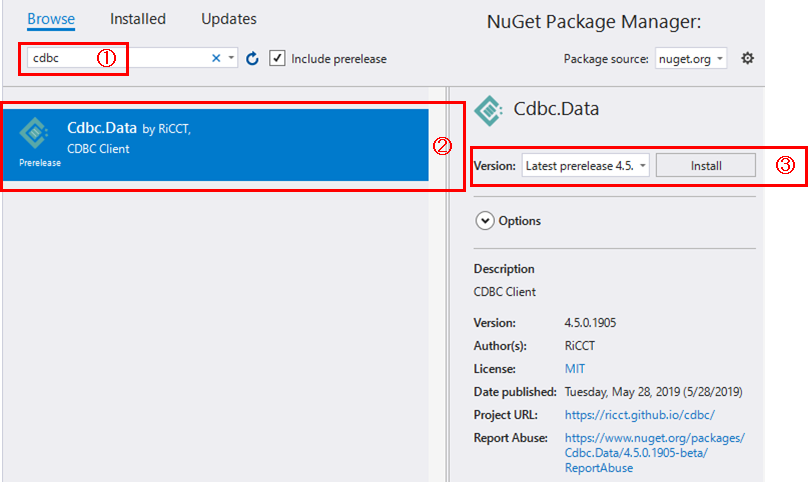 Browse Installed Updates
NuGet Package Manager:
cdbc ①
Include prerelease
Package source: nuget.org
Cdbc.Data by RiCCT,
CDBC Client
Prerelease
②
Cdbc.Data
Version: Latest prerelease 4.5. Install ③
Options
Description
CDBC Client
Version: 4.5.0.1905
Author(s): RiCCT
License: MIT
Date published: Tuesday, May 28, 2019 (5/28/2019)
Project URL: https://ricct.github.io/cdbc/
Report Abuse: https://www.nuget.org/packages/
Cdbc.Data/4.5.0.1905-beta/
ReportAbuse